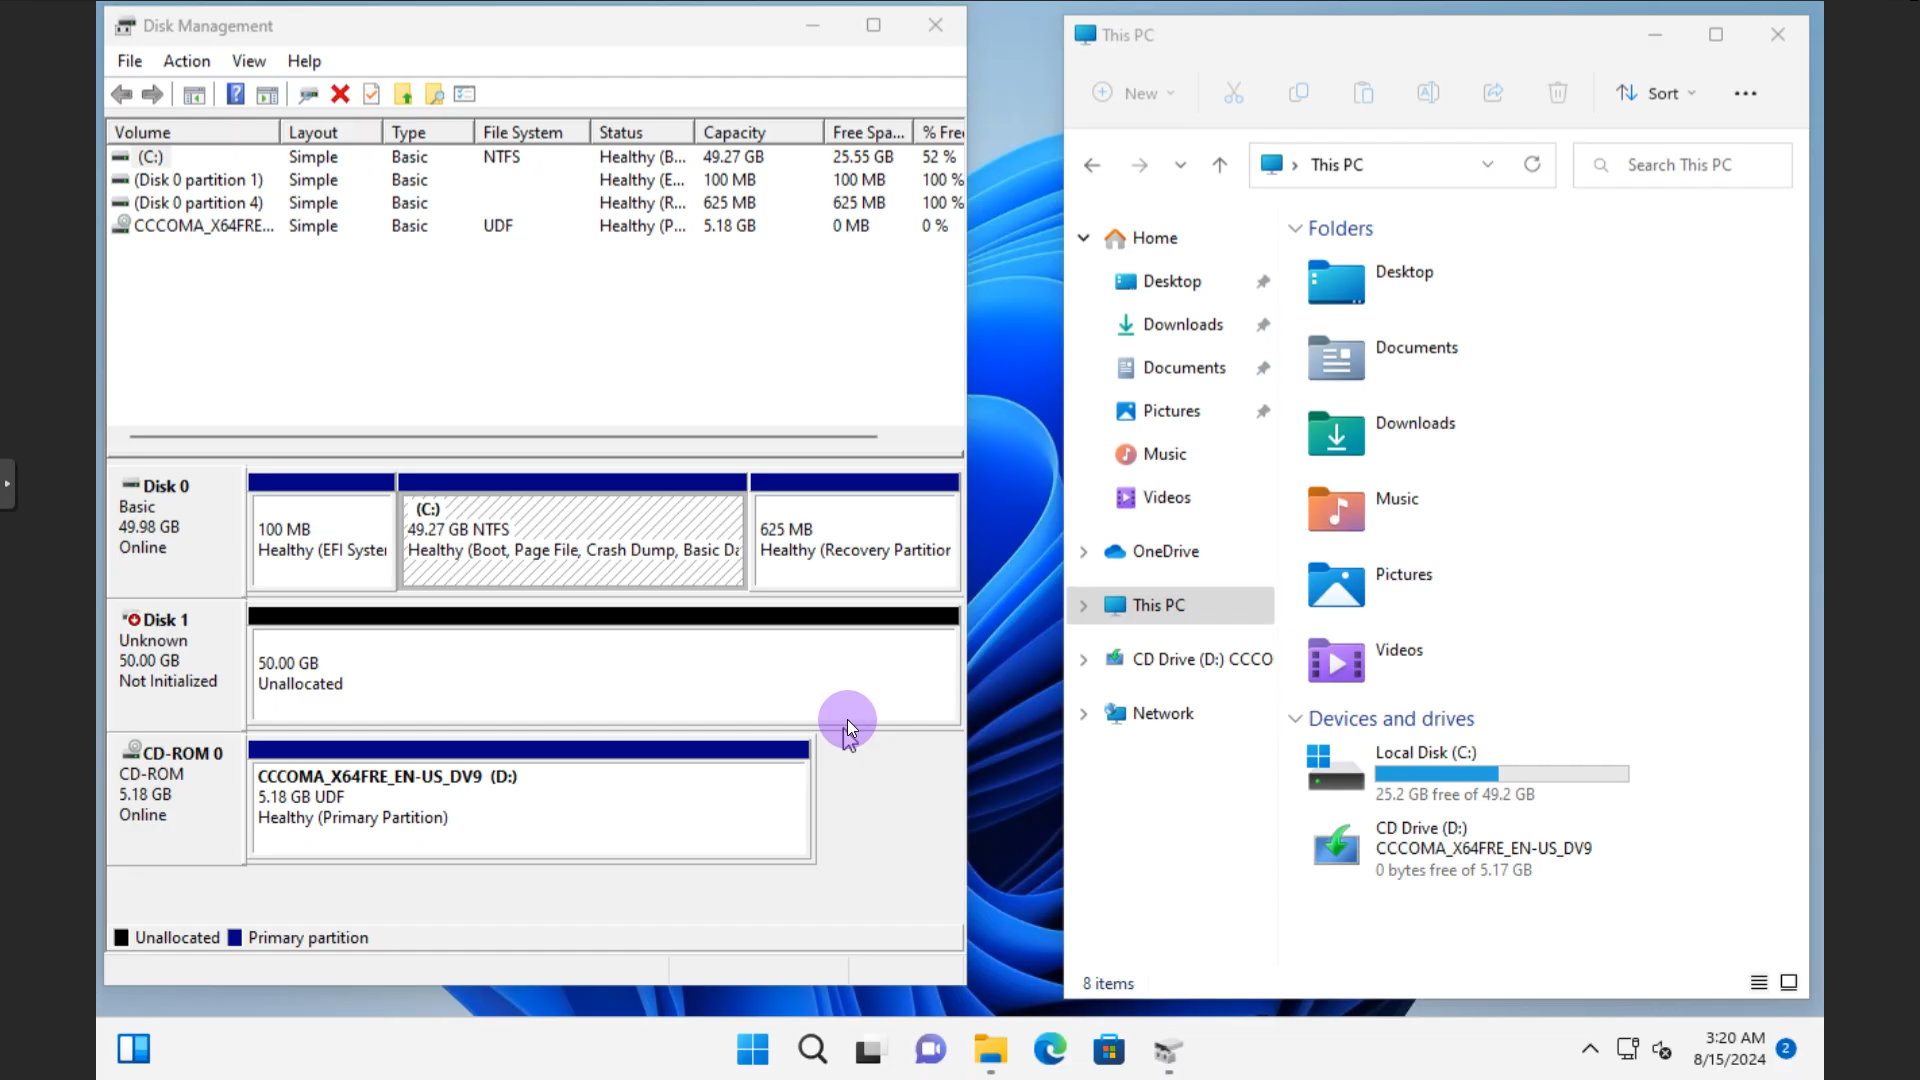 Disk Management
File Action View Help
Volume Layout Type File System Status Capacity Free Spa... % Fre
(C:) Simple Basic NTFS Healthy (B... 49.27 GB 25.55 GB 52 %
(Disk 0 partition 1) Simple Basic Healthy (E... 100 MB 100 MB 100 %
(Disk 0 partition 4) Simple Basic Healthy (R... 625 MB 625 MB 100 %
CCCOMA_X64FRE... Simple Basic UDF Healthy (P... 5.18 GB 0 MB 0 %
Disk 0
Basic
49.98 GB
Online
100 MB
Healthy (EFI System
(C:)
49.27 GB NTFS
Healthy (Boot, Page File, Crash Dump, Basic Da
625 MB
Healthy (Recovery Partition
Disk 1
Unknown
50.00 GB
Not Initialized
50.00 GB
Unallocated
CD-ROM 0
CD-ROM
5.18 GB
Online
CCCOMA_X64FRE_EN-US_DV9 (D:)
5.18 GB UDF
Healthy (Primary Partition)
Unallocated Primary partition
This PC
New Sort
This PC Search This PC
Home
Desktop
Downloads
Documents
Pictures
Music
Videos
OneDrive
This PC
CD Drive (D:) CCCO
Network
Folders
Desktop
Documents
Downloads
Music
Pictures
Videos
Devices and drives
Local Disk (C:)
25.2 GB free of 49.2 GB
CD Drive (D:)
CCCOMA_X64FRE_EN-US_DV9
0 bytes free of 5.17 GB
8 items
3:20 AM
8/15/2024
2